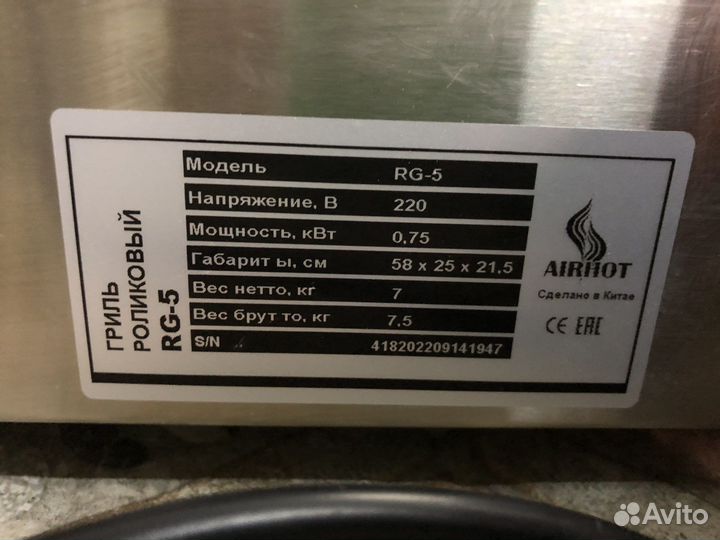 ГРИЛЬ
РОЛИКОВЫЙ
RG-5
Модель RG-5
Напряжение, В 220
Мощность, кВт 0,75
Габарит ы, см 58 x 25 x 21,5
Вес нетто, кг 7
Вес брут то, кг 7,5
S/N 418202209141947
AIRHOT
Сделано в Китае
CE EAC
Avito